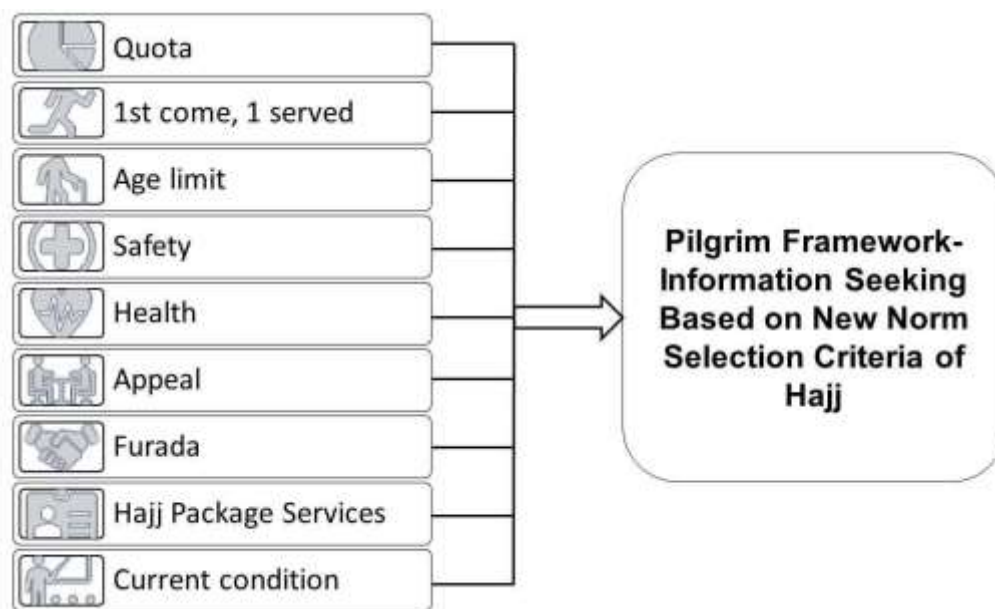 Quota
1st come, 1 served
Age limit
Safety
Health
Appeal
Furada
Hajj Package Services
Current condition
Pilgrim Framework-
Information Seeking
Based on New Norm
Selection Criteria of
Hajj